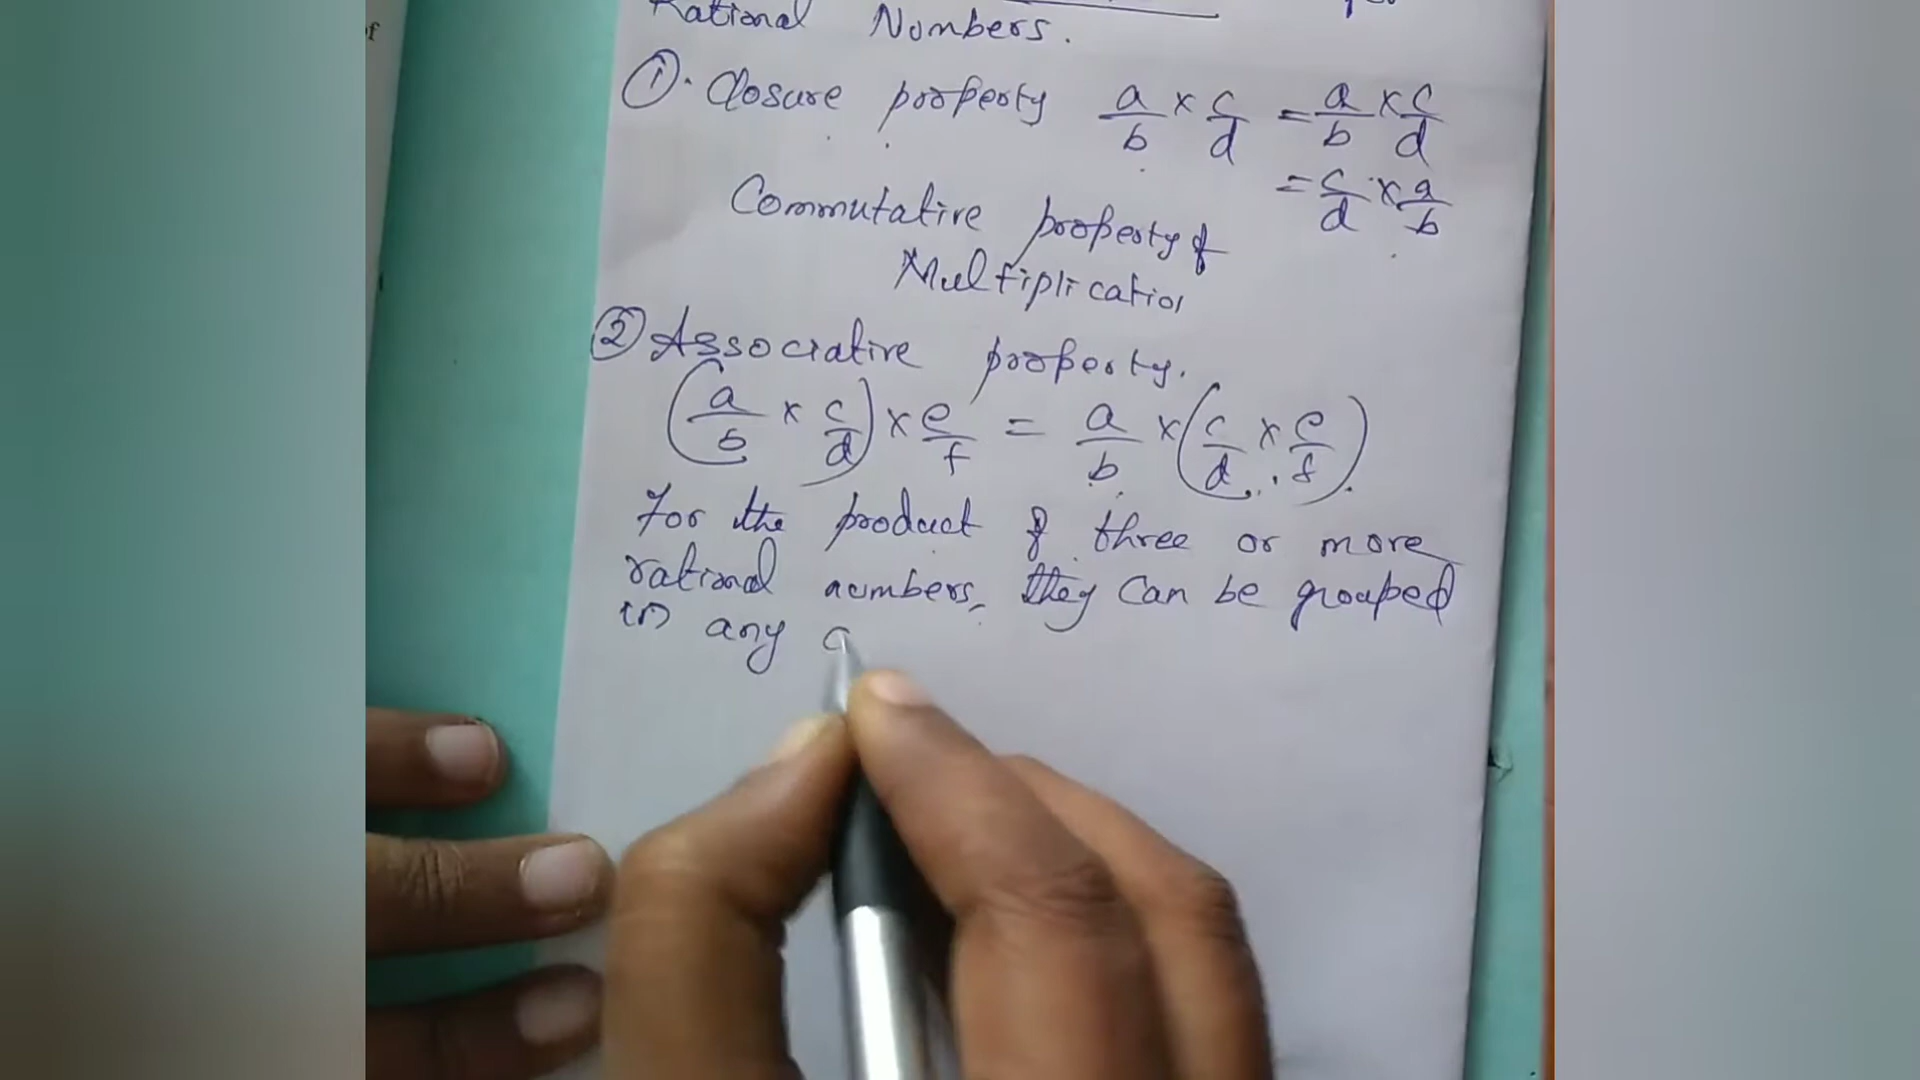 Rational Numbers.
① . Closure property a/b × c/d = a/b × c/d
= c/d × a/b
Commutative property of
Multiplication
② Associative property.
(a/b × c/d) × e/f = a/b × (c/d × e/f).
For the product of three or more
rational numbers, they can be grouped
in any